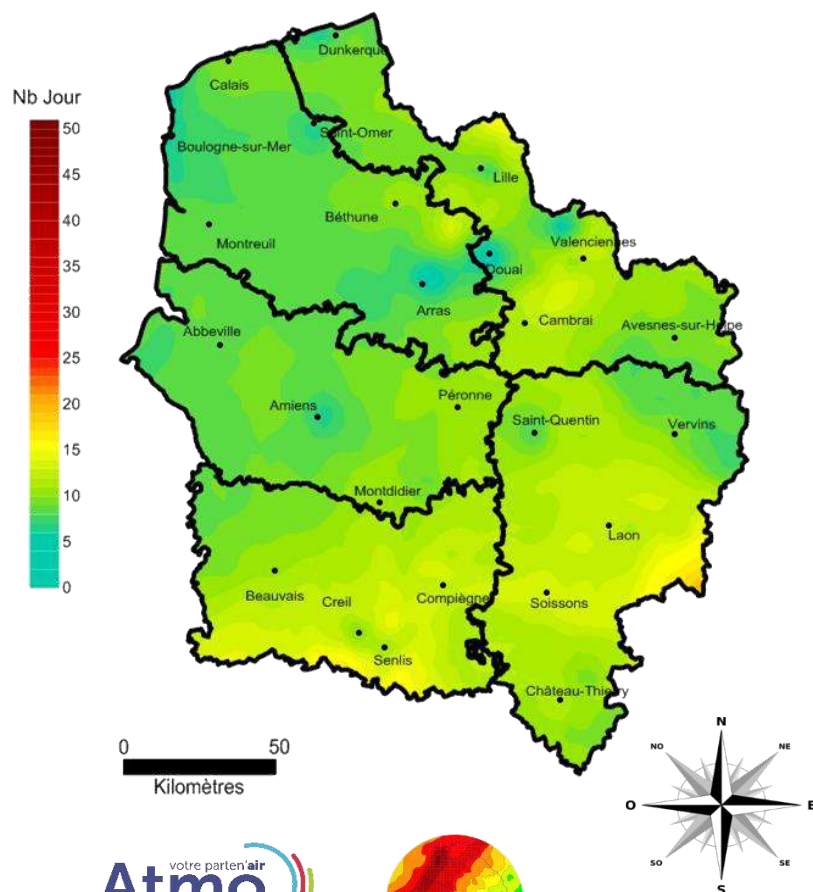 Dunkerque
Calais
Nb Jour
50
45
40
35
30
25
20
15
10
5
0
Saint-Omer
Boulogne-sur-Mer
Lille
Béthune
Montreuil
Valenciennes
Douai
Arras
Cambrai
Avesnes-sur-Helpe
Abbeville
Péronne
Amiens
Saint-Quentin
Vervins
Montdidier
Laon
Beauvais
Creil
Compiègne
Soissons
Senlis
Château-Thierry
0 50
Kilomètres
N
NO NE
O E
SO SE
S
votre parten'air
Atmo